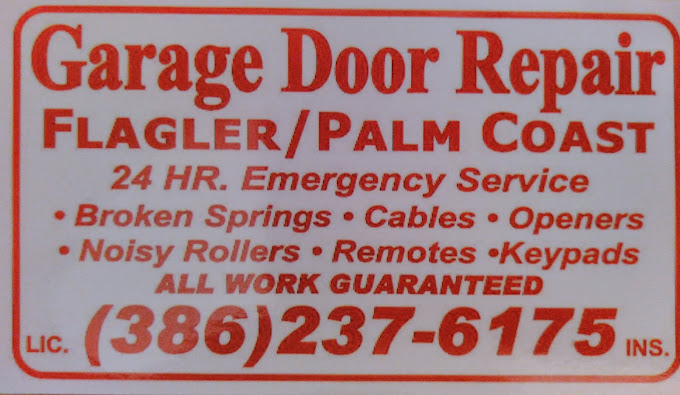 Garage Door Repair
FLAGLER/PALM COAST
24 HR. Emergency Service
• Broken Springs • Cables • Openers
• Noisy Rollers • Remotes •Keypads
ALL WORK GUARANTEED
LIC. (386)237-6175 INS.